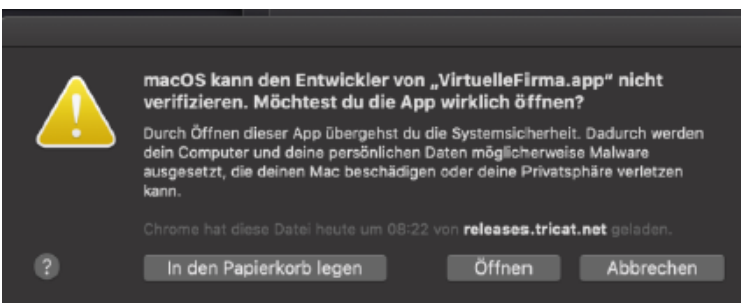 macOS kann den Entwickler von „VirtuelleFirma.app“ nicht
verifizieren. Möchtest du die App wirklich öffnen?
Durch Öffnen dieser App übergehst du die Systemsicherheit. Dadurch werden
dein Computer und deine persönlichen Daten möglicherweise Malware
ausgesetzt, die deinen Mac beschädigen oder deine Privatsphäre verletzen
kann.
Chrome hat diese Datei heute um 08:22 von releases.tricat.net geladen.
? In den Papierkorb legen Öffnen Abbrechen